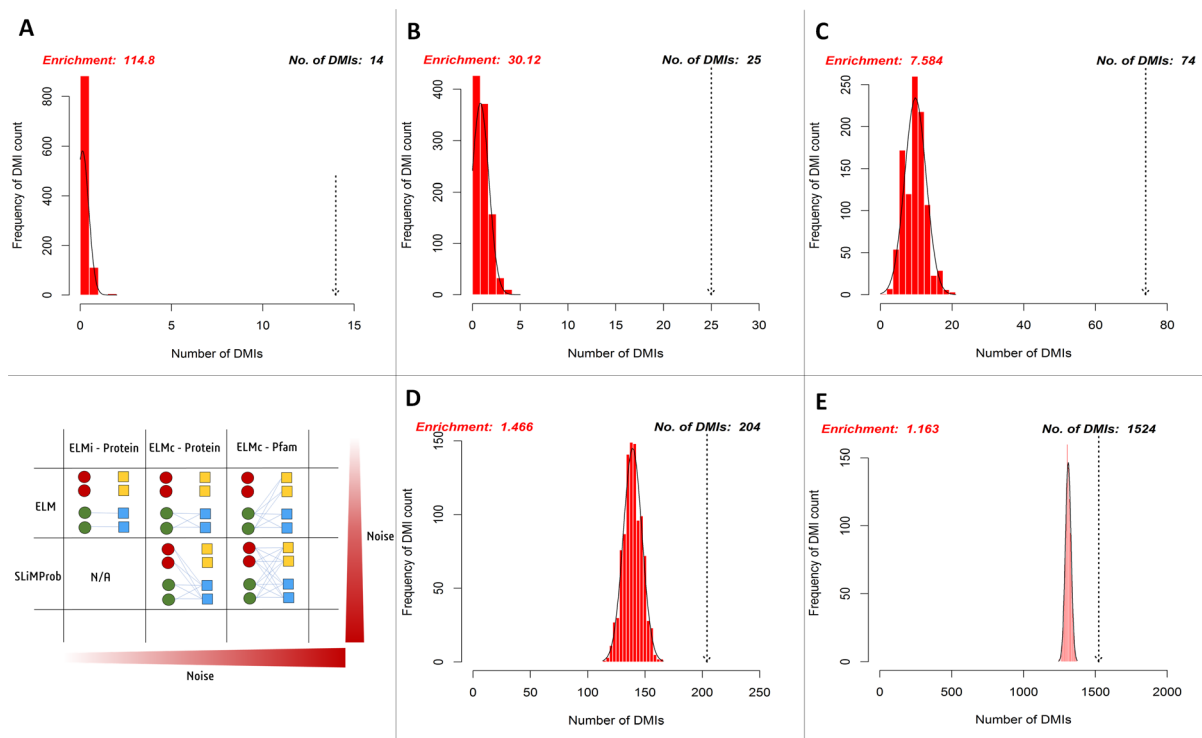 A
Enrichment: 114.8
No. of DMIs: 14
Frequency of DMI count
0 200 400 600 800
0 5 10 15
Number of DMIs
B
Enrichment: 30.12
No. of DMIs: 25
Frequency of DMI count
0 100 200 300 400
0 5 10 15 20 25 30
Number of DMIs
C
Enrichment: 7.584
No. of DMIs: 74
Frequency of DMI count
0 50 100 150 200 250
0 20 40 60 80
Number of DMIs
ELMi - Protein ELMc - Protein ELMc - Pfam
ELM
SLiMProb
N/A
Noise
Noise
D
Enrichment: 1.466
No. of DMIs: 204
Frequency of DMI count
0 50 100 150
0 50 100 150 200 250
Number of DMIs
E
Enrichment: 1.163
No. of DMIs: 1524
Frequency of DMI count
0 50 100 150
0 500 1000 1500 2000
Number of DMIs